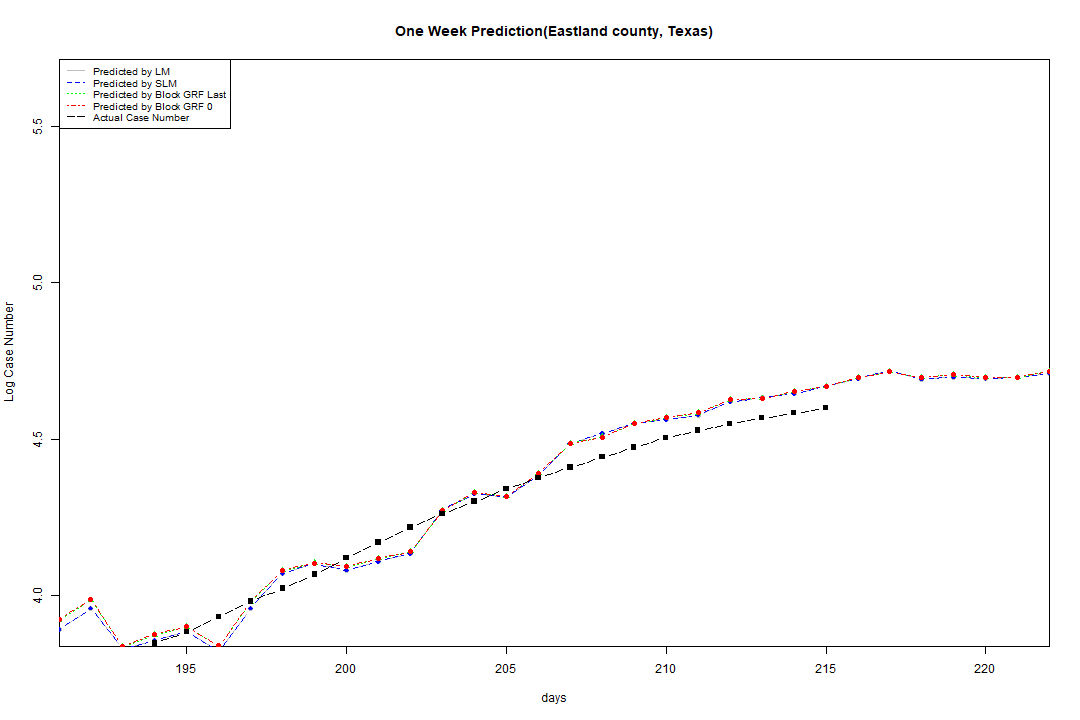 One Week Prediction(Eastland county, Texas)
Predicted by LM
Predicted by SLM
Predicted by Block GRF Last
Predicted by Block GRF 0
Actual Case Number
5.5
5.0
4.5
4.0
Log Case Number
195 200 205 210 215 220
days